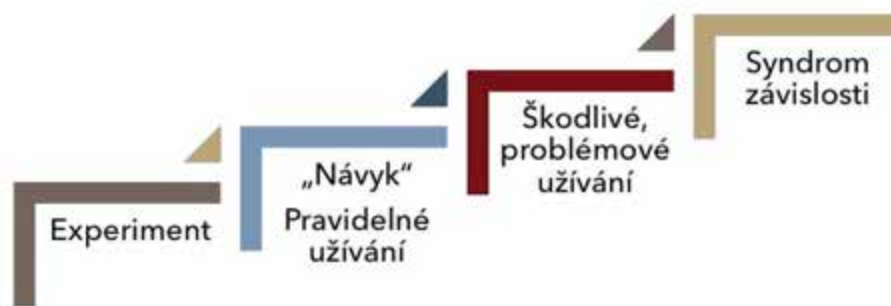 Experiment
„Návyk“
Pravidelné
užívání
Škodlivé,
problémové
užívání
Syndrom
závislosti